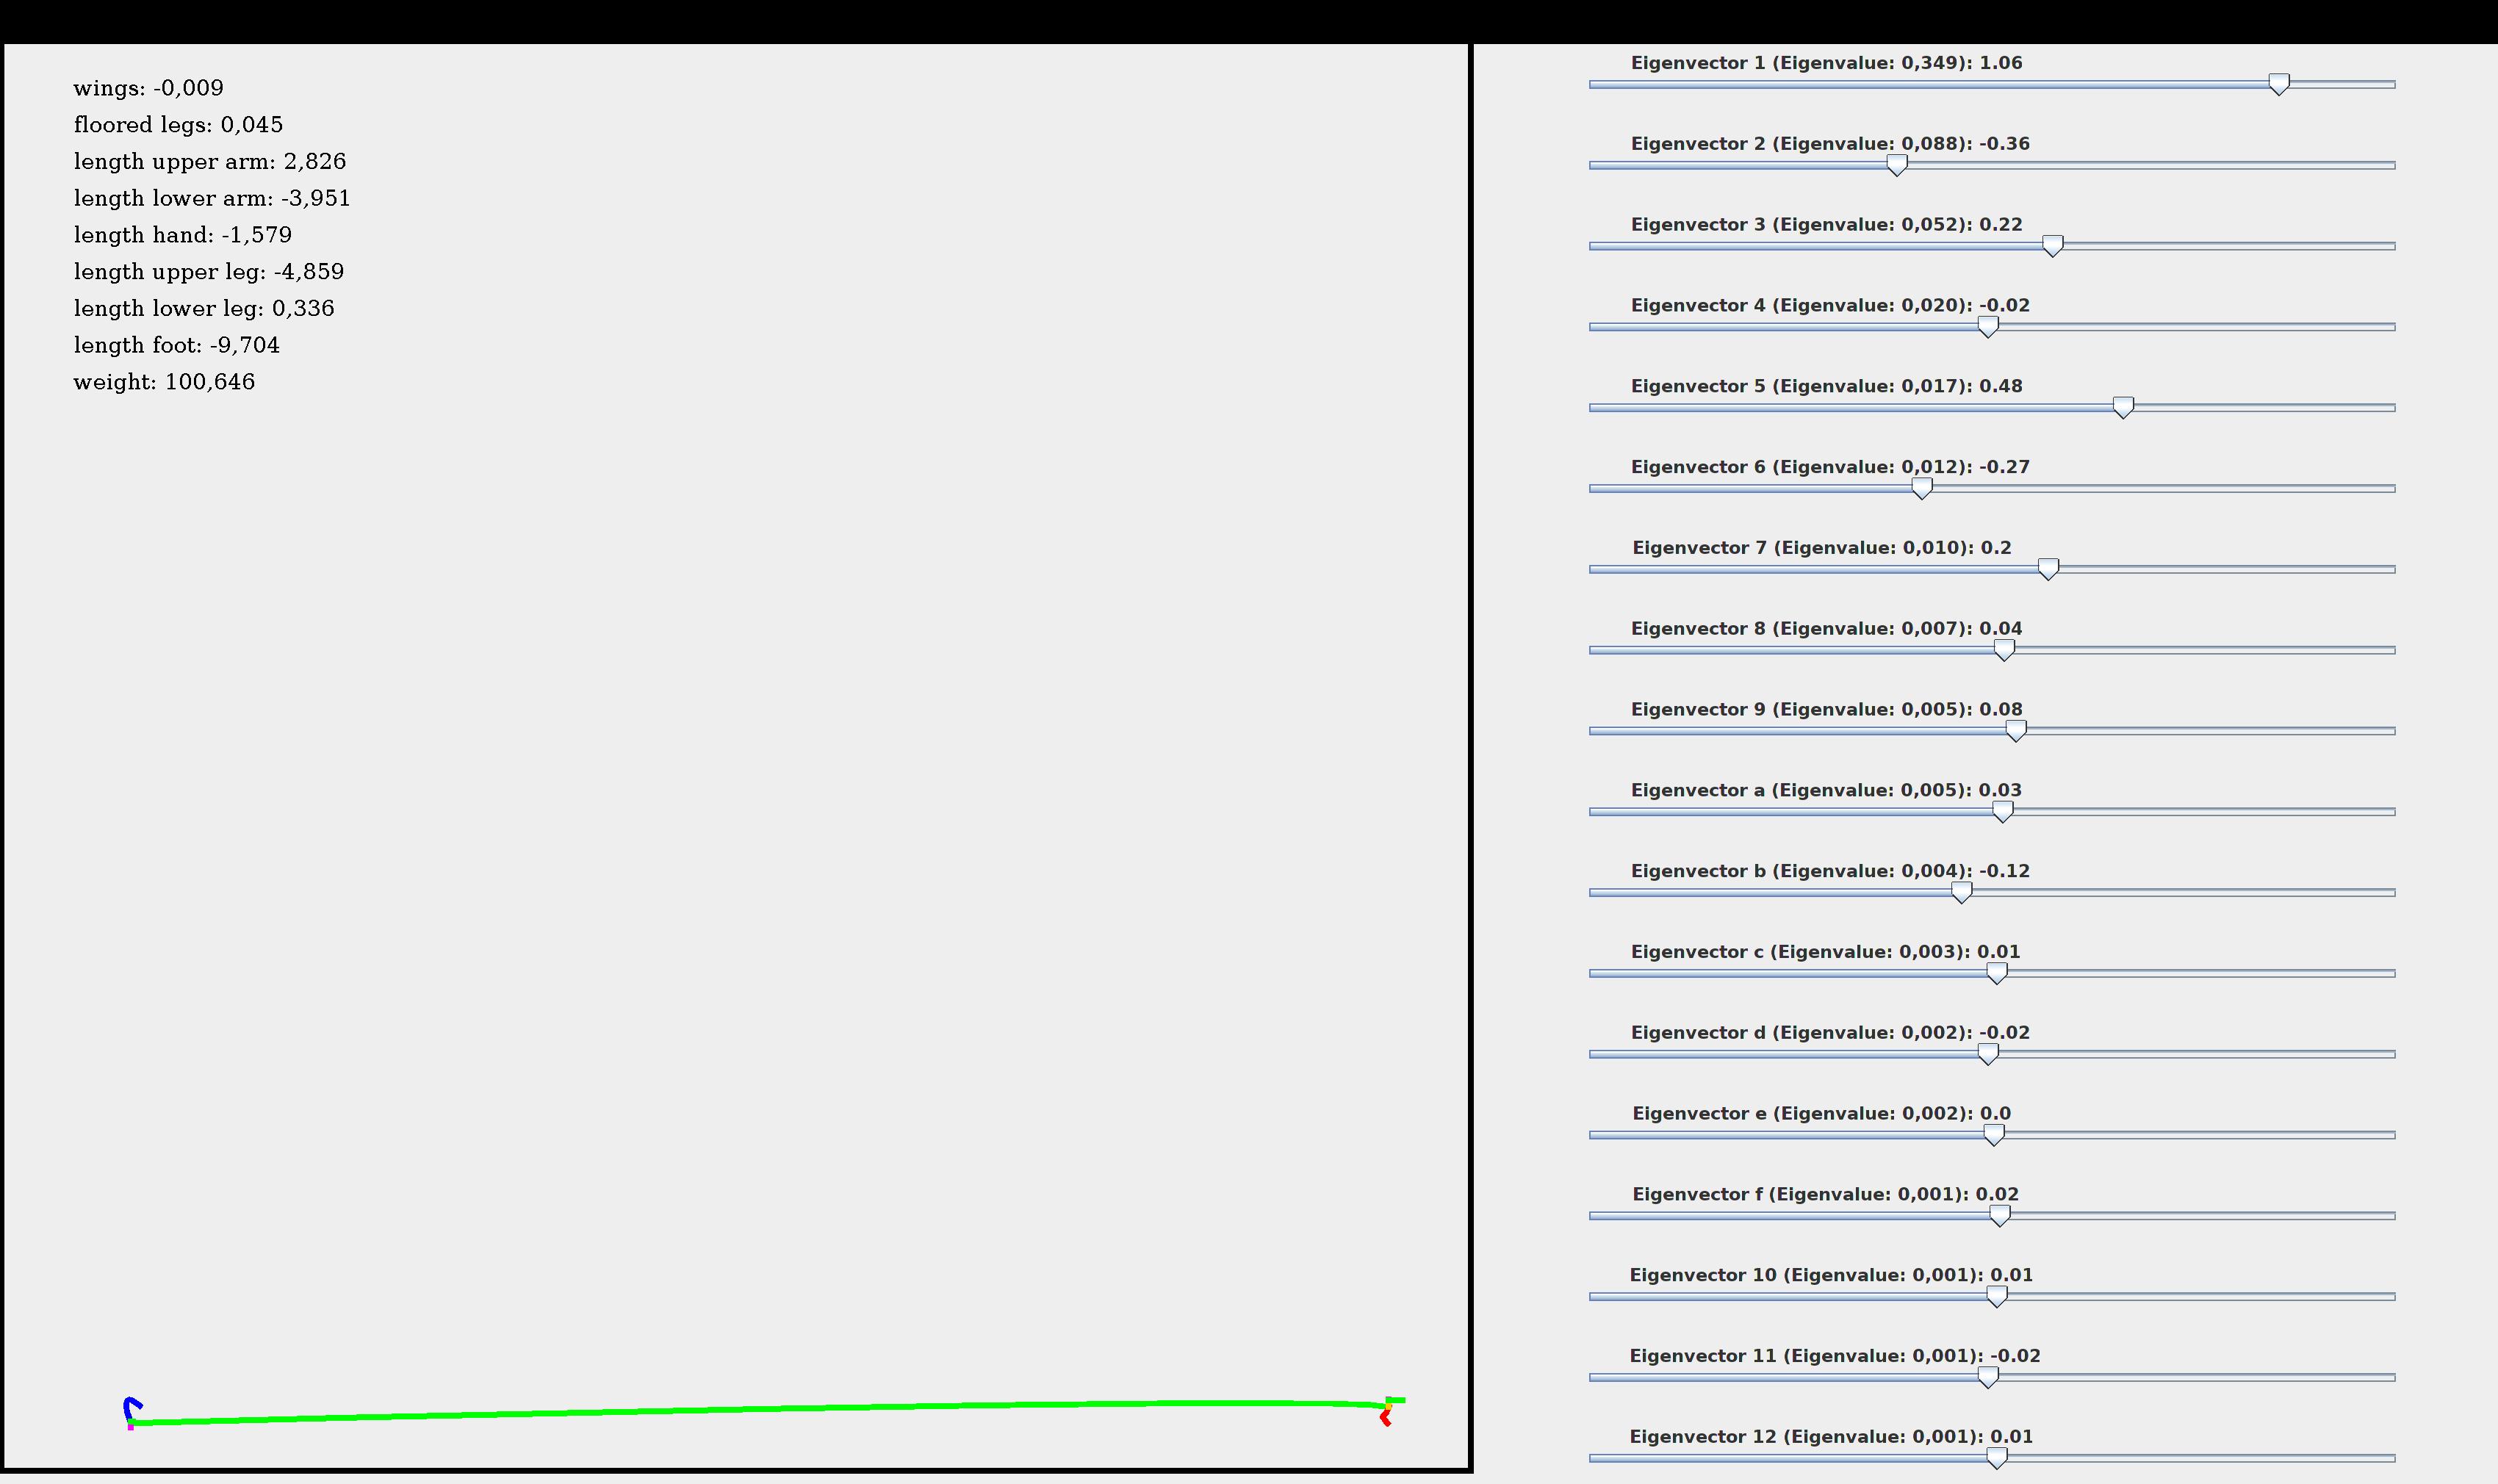 wings: -0,009
floored legs: 0,045
length upper arm: 2,826
length lower arm: -3,951
length hand: -1,579
length upper leg: -4,859
length lower leg: 0,336
length foot: -9,704
weight: 100,646
Eigenvector 1 (Eigenvalue: 0,349): 1.06
Eigenvector 2 (Eigenvalue: 0,088): -0.36
Eigenvector 3 (Eigenvalue: 0,052): 0.22
Eigenvector 4 (Eigenvalue: 0,020): -0.02
Eigenvector 5 (Eigenvalue: 0,017): 0.48
Eigenvector 6 (Eigenvalue: 0,012): -0.27
Eigenvector 7 (Eigenvalue: 0,010): 0.2
Eigenvector 8 (Eigenvalue: 0,007): 0.04
Eigenvector 9 (Eigenvalue: 0,005): 0.08
Eigenvector a (Eigenvalue: 0,005): 0.03
Eigenvector b (Eigenvalue: 0,004): -0.12
Eigenvector c (Eigenvalue: 0,003): 0.01
Eigenvector d (Eigenvalue: 0,002): -0.02
Eigenvector e (Eigenvalue: 0,002): 0.0
Eigenvector f (Eigenvalue: 0,001): 0.02
Eigenvector 10 (Eigenvalue: 0,001): 0.01
Eigenvector 11 (Eigenvalue: 0,001): -0.02
Eigenvector 12 (Eigenvalue: 0,001): 0.01